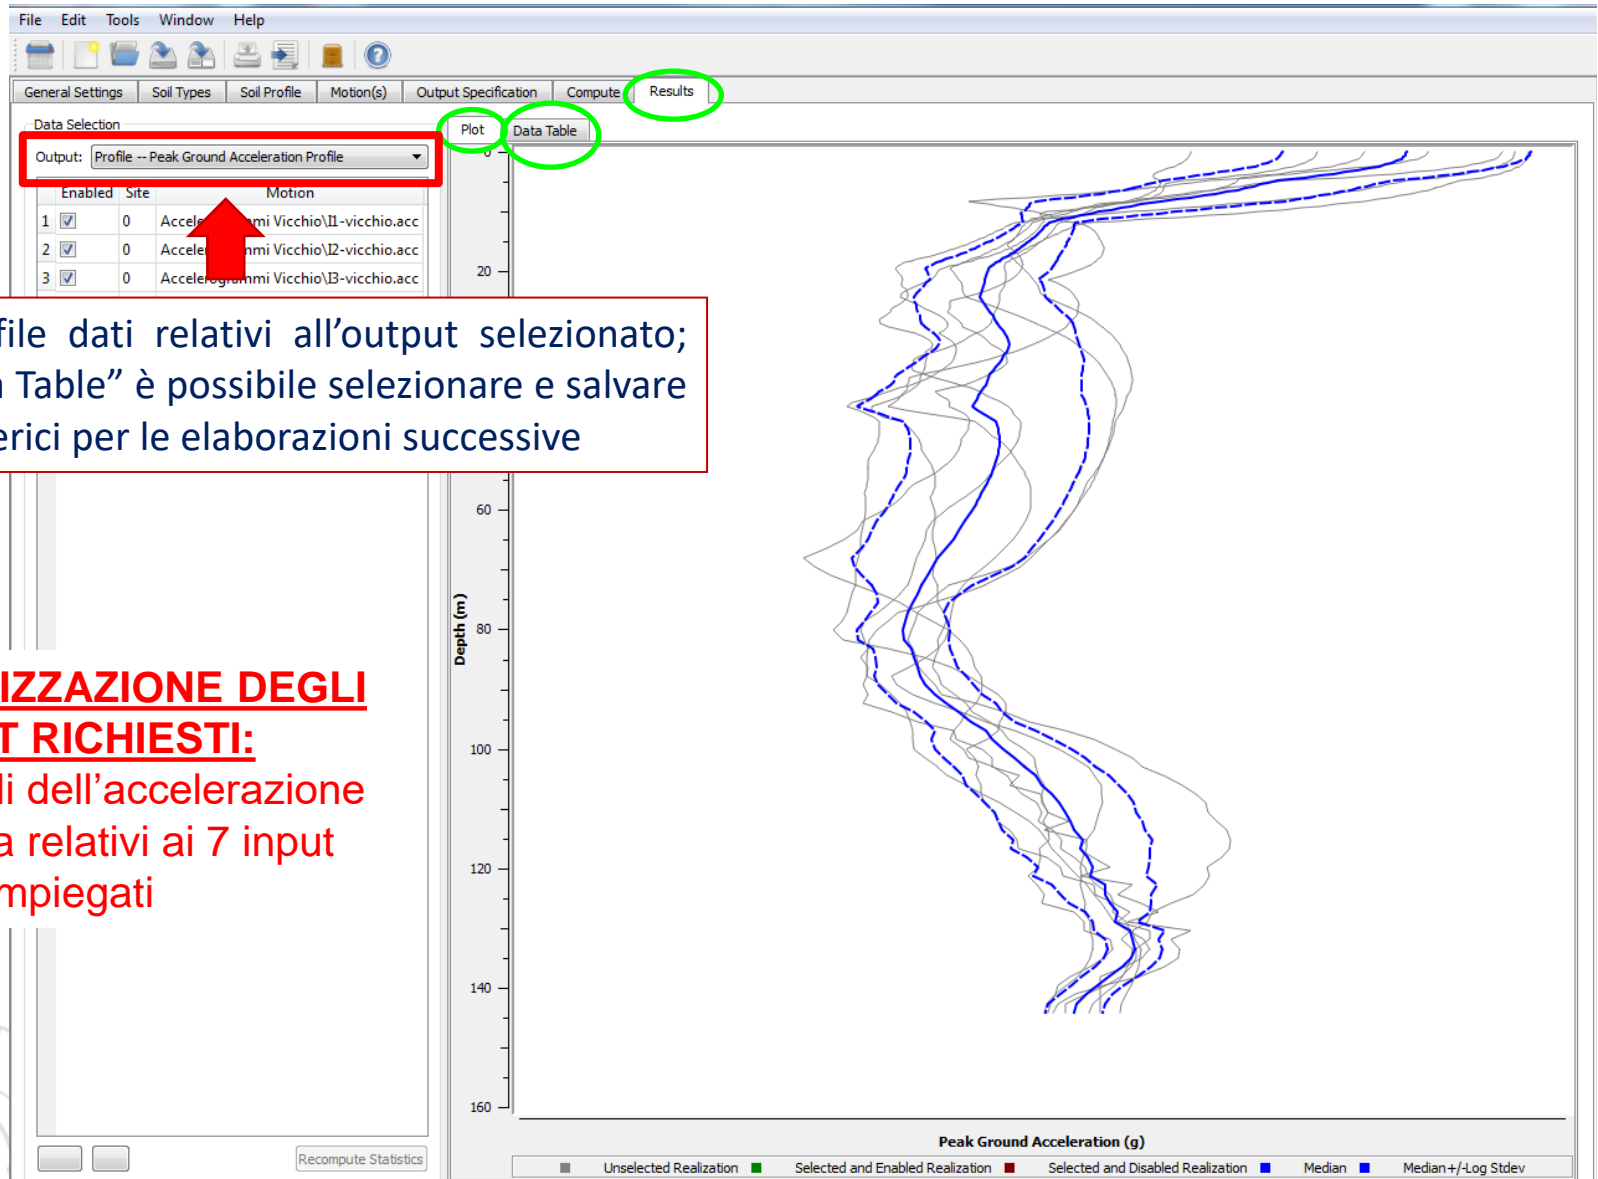 File Edit Tools Window Help
General Settings Soil Types Soil Profile Motion(s) Output Specification Compute Results
Data Selection
Output: Profile -- Peak Ground Acceleration Profile
Enabled Site Motion
1 0 Accele mmi Vicchio\I1-vicchio.acc
2 0 Acceler mmi Vicchio\I2-vicchio.acc
3 0 Accelerogrammi Vicchio\I3-vicchio.acc
file dati relativi all’output selezionato;
Table” è possibile selezionare e salvare
erici per le elaborazioni successive
IZZAZIONE DEGLI
T RICHIESTI:
li dell’accelerazione
a relativi ai 7 input
mpiegati
Recompute Statistics
Plot Data Table
0
20
60
80
100
120
140
160
Depth (m)
Peak Ground Acceleration (g)
Unselected Realization Selected and Enabled Realization Selected and Disabled Realization Median Median+/-Log Stdev